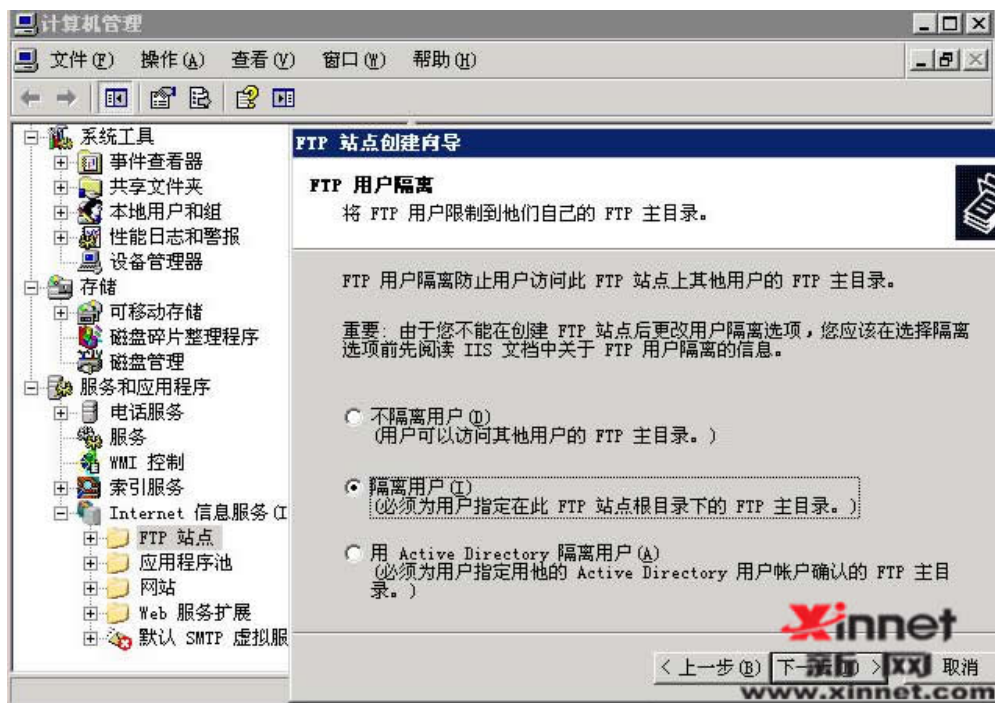 计算机管理
文件(F) 操作(A) 查看(V) 窗口(W) 帮助(H)
系统工具
事件查看器
共享文件夹
本地用户和组
性能日志和警报
设备管理器
存储
可移动存储
磁盘碎片整理程序
磁盘管理
服务和应用程序
电话服务
服务
WMI 控制
索引服务
Internet 信息服务(I
FTP 站点
应用程序池
网站
Web 服务扩展
默认 SMTP 虚拟服
FTP 站点创建向导
FTP 用户隔离
将 FTP 用户限制到他们自己的 FTP 主目录。
FTP 用户隔离防止用户访问此 FTP 站点上其他用户的 FTP 主目录。
重要: 由于您不能在创建 FTP 站点后更改用户隔离选项，您应该在选择隔离
选项前先阅读 IIS 文档中关于 FTP 用户隔离的信息。
不隔离用户(D)
(用户可以访问其他用户的 FTP 主目录。)
隔离用户(I)
(必须为用户指定在此 FTP 站点根目录下的 FTP 主目录。)
用 Active Directory 隔离用户(A)
(必须为用户指定用他的 Active Directory 用户帐户确认的 FTP 主目
录。)
< 上一步(B) 下一 > 取消
Xinnet
新网
www.xinnet.com